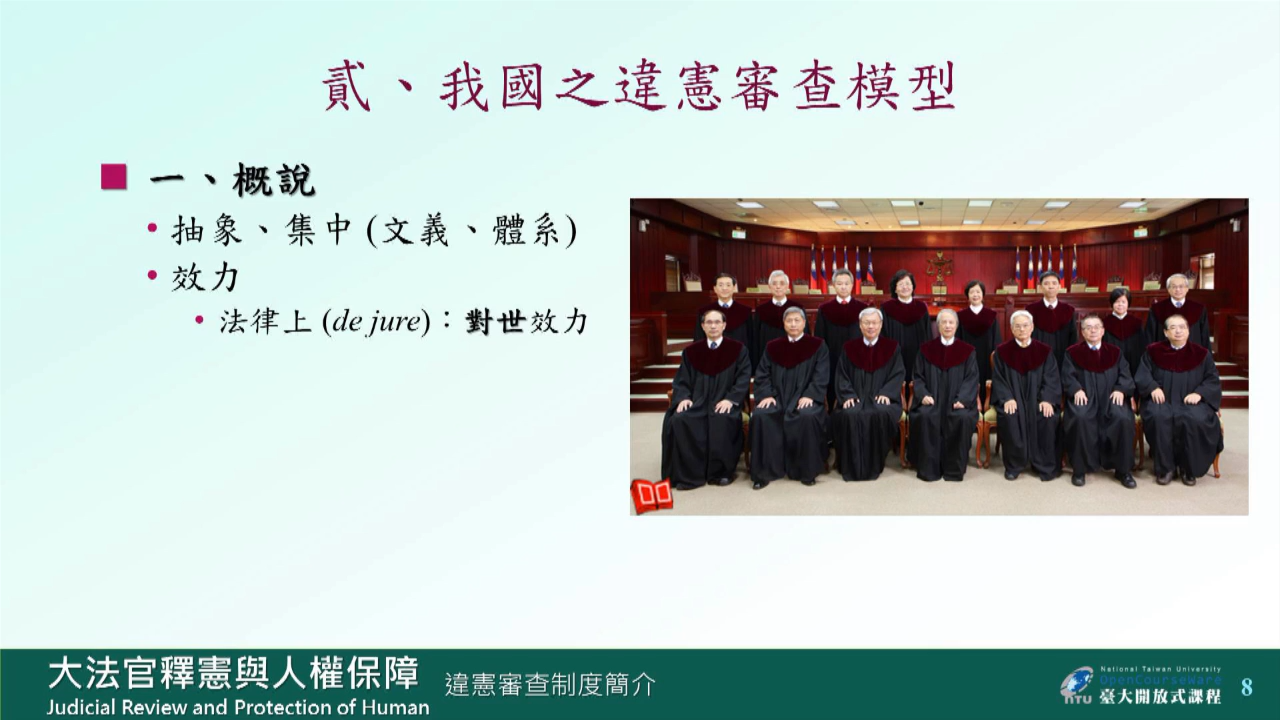 貳、我國之違憲審查模型
一、概說
抽象、集中 (文義、體系)
效力
法律上 (de jure)：對世效力
大法官釋憲與人權保障
違憲審查制度簡介
Judicial Review and Protection of Human
National Taiwan University
OpenCourseWare
NTU 臺大開放式課程
8